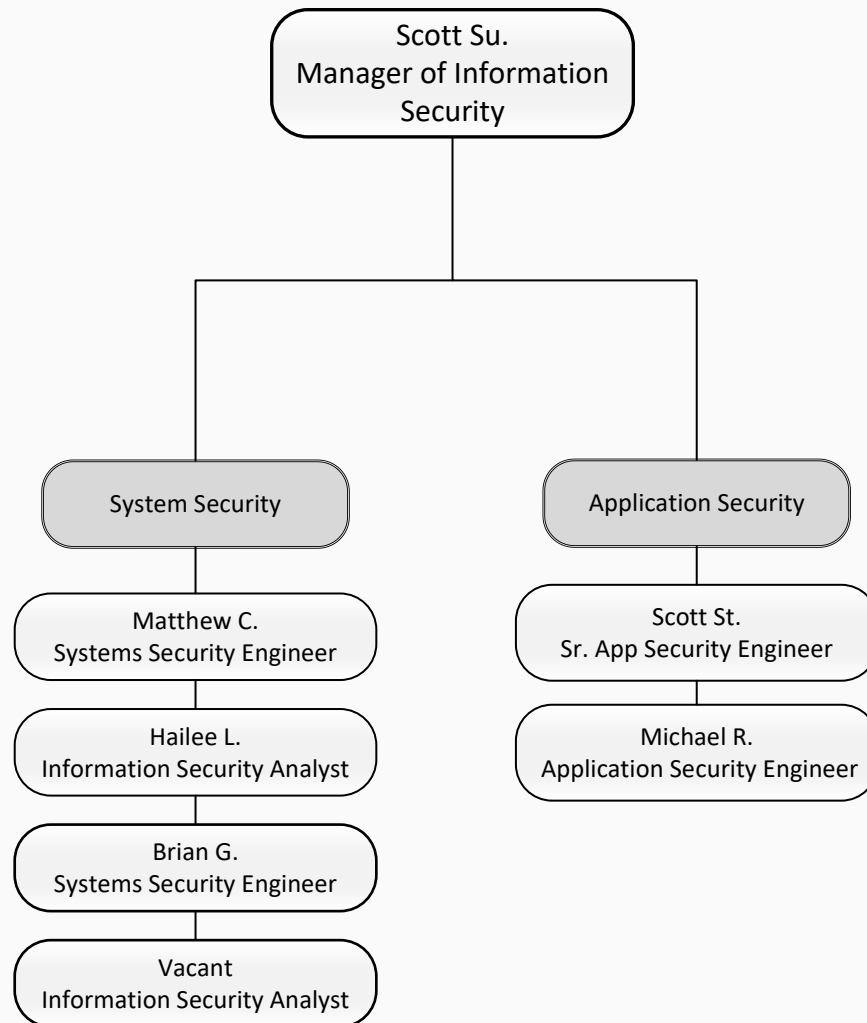 Scott Su.
Manager of Information
Security
System Security
Matthew C.
Systems Security Engineer
Hailee L.
Information Security Analyst
Brian G.
Systems Security Engineer
Vacant
Information Security Analyst
Application Security
Scott St.
Sr. App Security Engineer
Michael R.
Application Security Engineer